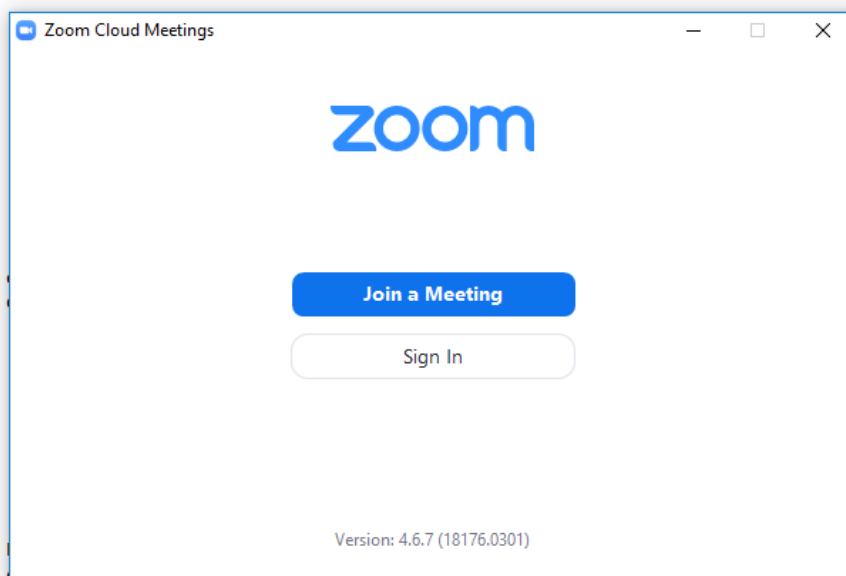 Zoom Cloud Meetings
zoom
Join a Meeting
Sign In
Version: 4.6.7 (18176.0301)